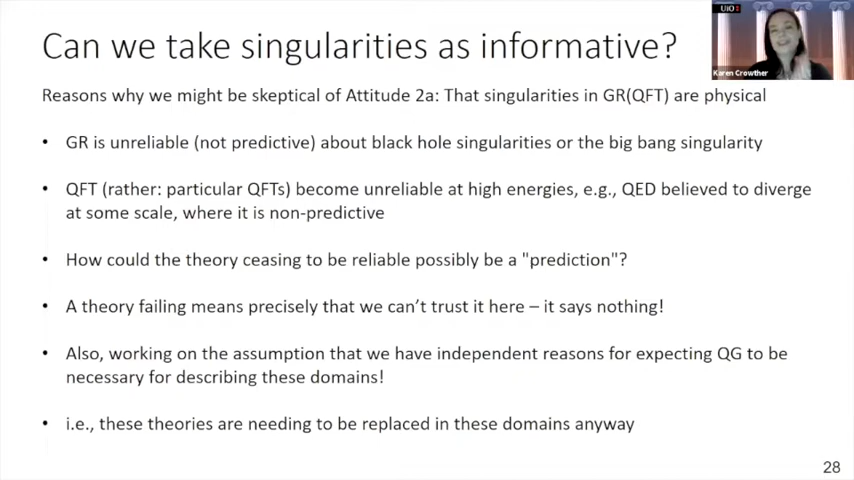 Can we take singularities as informative?
UiO
Karen Crowther
Reasons why we might be skeptical of Attitude 2a: That singularities in GR(QFT) are physical
• GR is unreliable (not predictive) about black hole singularities or the big bang singularity
• QFT (rather: particular QFTs) become unreliable at high energies, e.g., QED believed to diverge
at some scale, where it is non-predictive
• How could the theory ceasing to be reliable possibly be a "prediction"?
• A theory failing means precisely that we can’t trust it here – it says nothing!
• Also, working on the assumption that we have independent reasons for expecting QG to be
necessary for describing these domains!
• i.e., these theories are needing to be replaced in these domains anyway
28